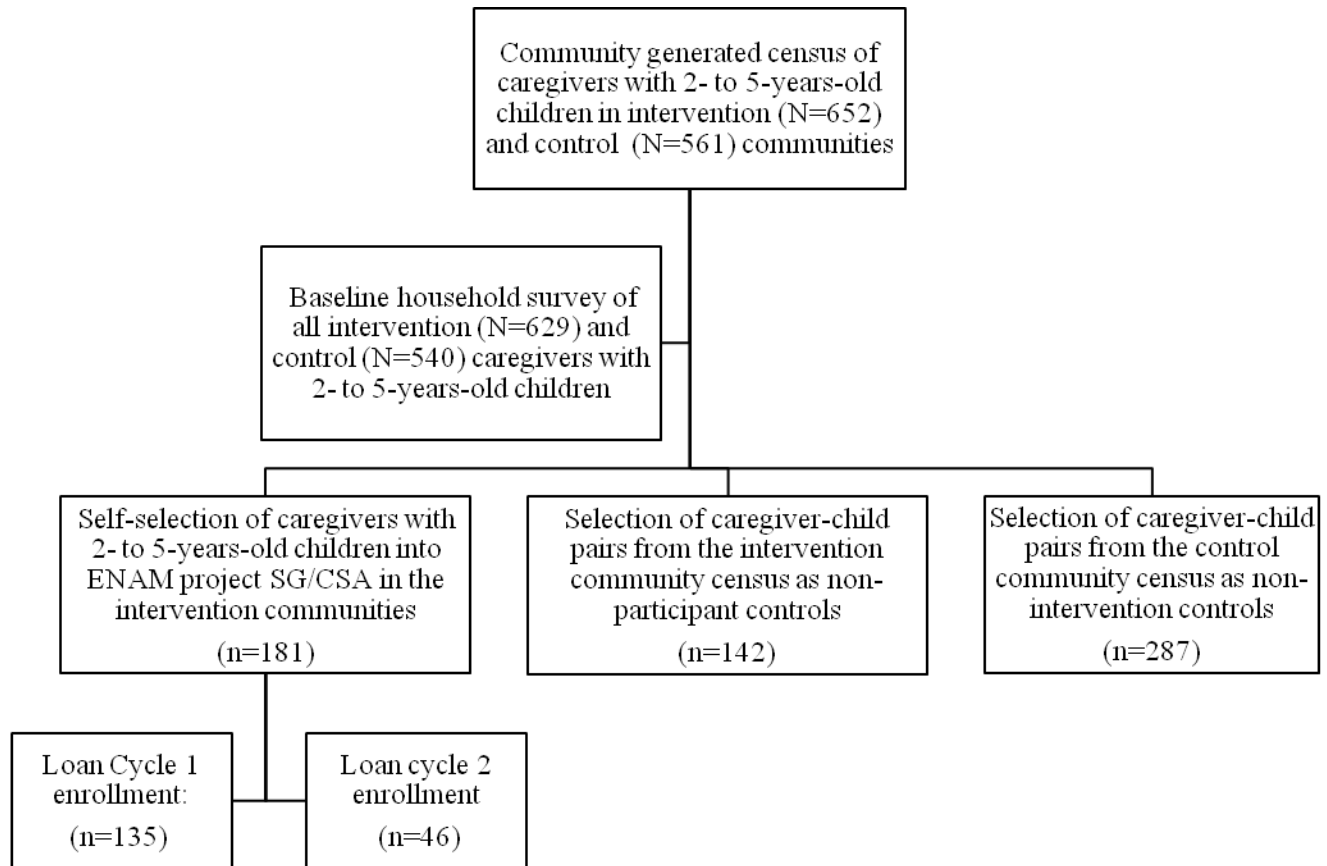 Community generated census of
caregivers with 2- to 5-years-old
children in intervention (N=652)
and control (N=561) communities
Baseline household survey of
all intervention (N=629) and
control (N=540) caregivers with
2- to 5-years-old children
Self-selection of caregivers with
2- to 5-years-old children into
ENAM project SG/CSA in the
intervention communities
(n=181)
Selection of caregiver-child
pairs from the intervention
community census as non-
participant controls
(n=142)
Selection of caregiver-child
pairs from the control
community census as non-
intervention controls
(n=287)
Loan Cycle 1
enrollment:
(n=135)
Loan cycle 2
enrollment
(n=46)